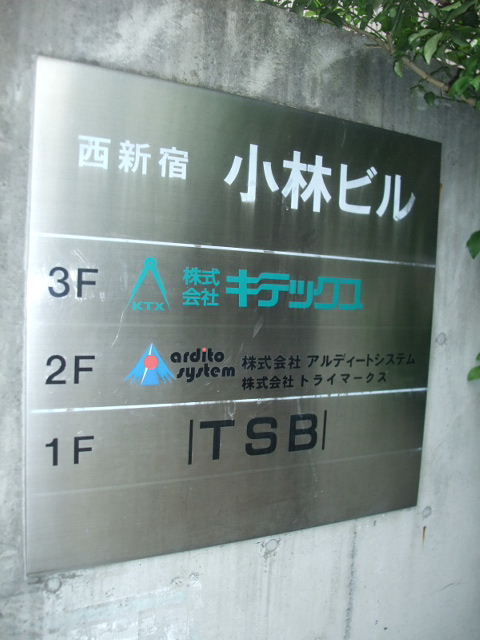 西新宿 小林ビル
3F KTX 株式会社 キテックス
2F ardito system 株式会社 アルディートシステム
株式会社 トライマークス
1F |TSB|